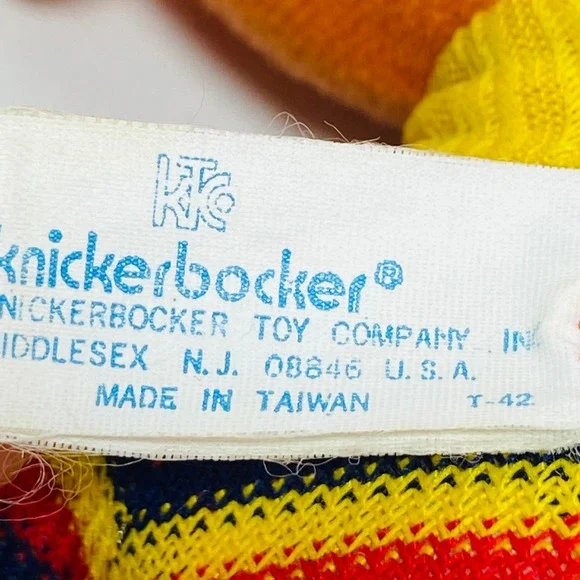 KTC
knickerbocker®
NICKERBOCKER TOY COMPANY IN
IDDLESEX N.J. 08846 U.S.A.
MADE IN TAIWAN T-42